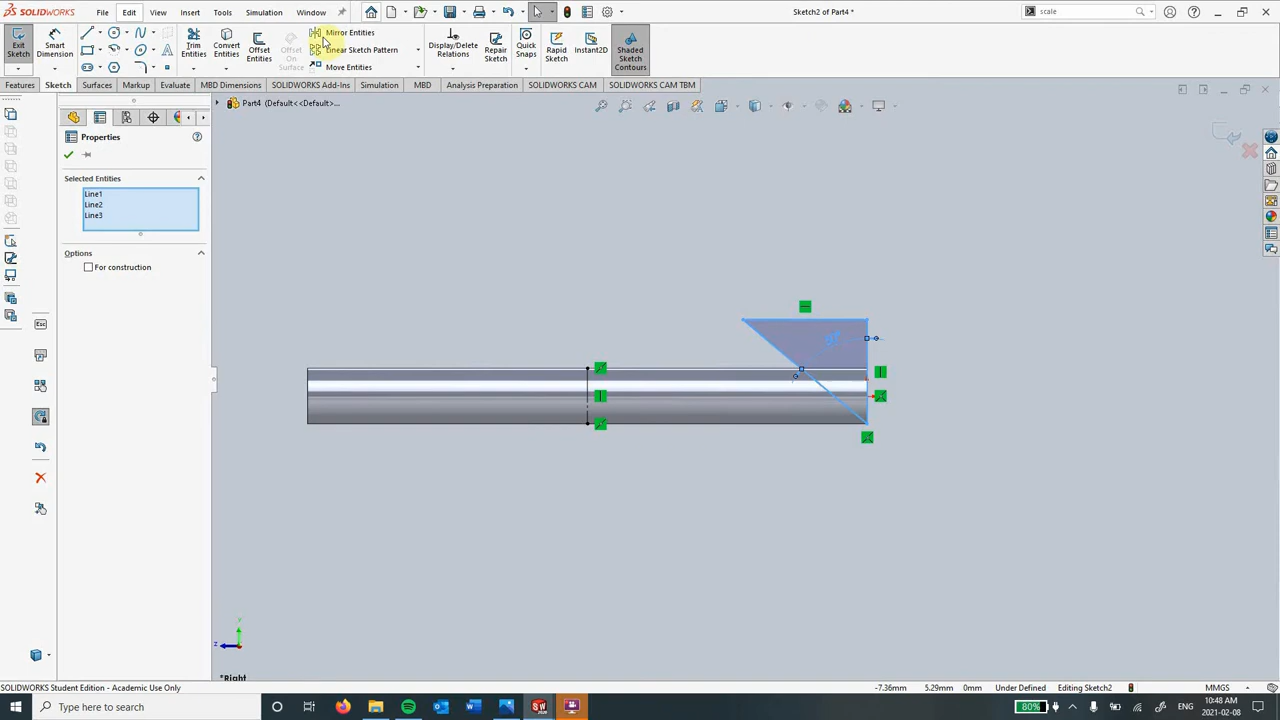 SOLIDWORKS File Edit View Insert Tools Simulation Window Sketch2 of Part4 * scale
Exit Sketch
Smart Dimension
Trim Entities
Convert Entities
Offset Entities
Offset On Surface
Mirror Entities
Linear Sketch Pattern
Move Entities
Display/Delete Relations
Repair Sketch
Quick Snaps
Rapid Sketch
Instant2D
Shaded Sketch Contours
Features Sketch Surfaces Markup Evaluate MBD Dimensions SOLIDWORKS Add-Ins Simulation MBD Analysis Preparation SOLIDWORKS CAM SOLIDWORKS CAM TBM
Part4 (Default<<Default>...
Properties
Selected Entities
Line1
Line2
Line3
Options
For construction
Esc
Y
Z
*Right
SOLIDWORKS Student Edition - Academic Use Only -7.36mm 5.29mm 0mm Under Defined Editing Sketch2 MMGS
Type here to search 80% 10:48 AM
2021-02-08